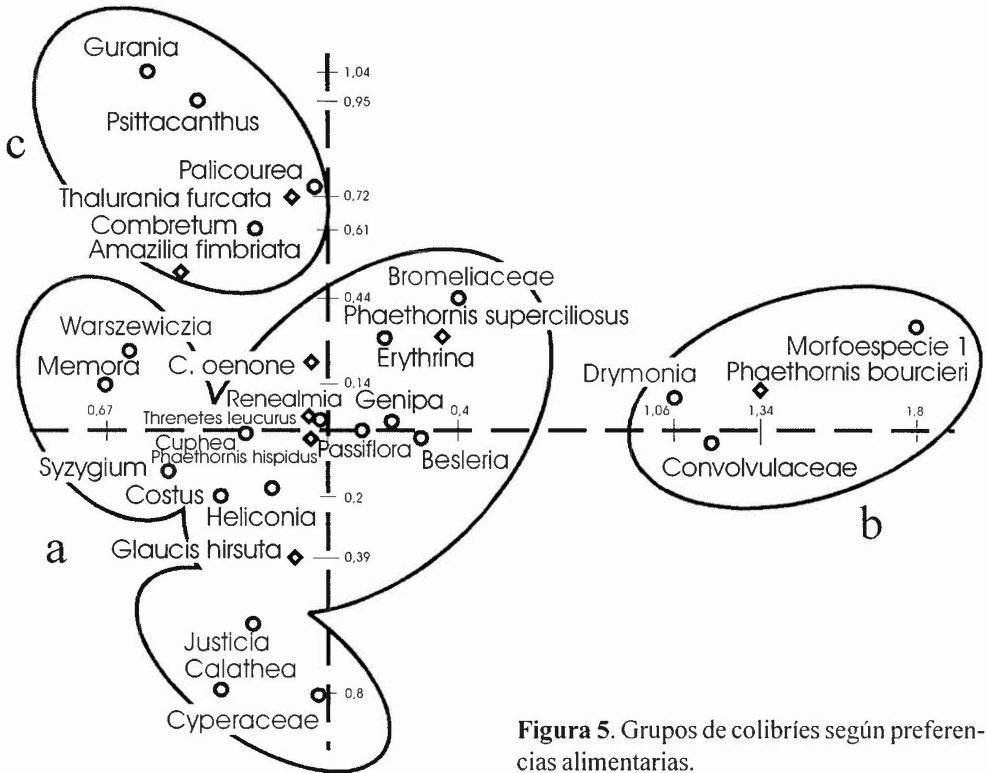 Gurania
1,04
0,95
Psittacanthus
c
Palicourea
Thalurania furcata
0,72
Combretum
0,61
Amazilia fimbriata
Bromeliaceae
0,44
Phaethornis superciliosus
Warszewiczia
Erythrina
Morfoespecie 1
Memora
C. oenone
Drymonia
Phaethornis bourcieri
0,14
Renealmia
Genipa
0,67
Threnetes leucurus
0,4
1,06
1,34
1,8
Cuphea
Passiflora
Phaethornis hispidus
Besleria
Convolvulaceae
Syzygium
Costus
0,2
Heliconia
b
a
Glaucis hirsuta
0,39
Justicia
Calathea
0,8
Cyperaceae
Figura 5. Grupos de colibríes según preferen-
cias alimentarias.